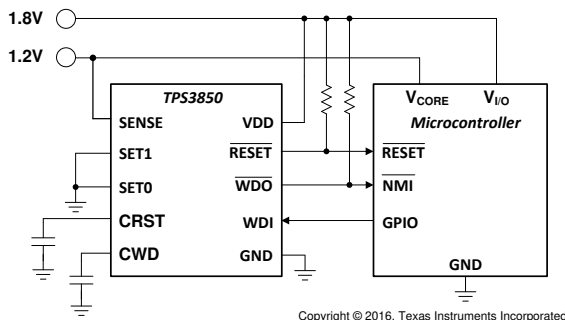 1.8V
1.2V
TPS3850
SENSE
SET1
SET0
CRST
CWD
VDD
RESET
WDO
WDI
GND
VCORE
VI/O
Microcontroller
RESET
NMI
GPIO
GND
Copyright © 2016, Texas Instruments Incorporated